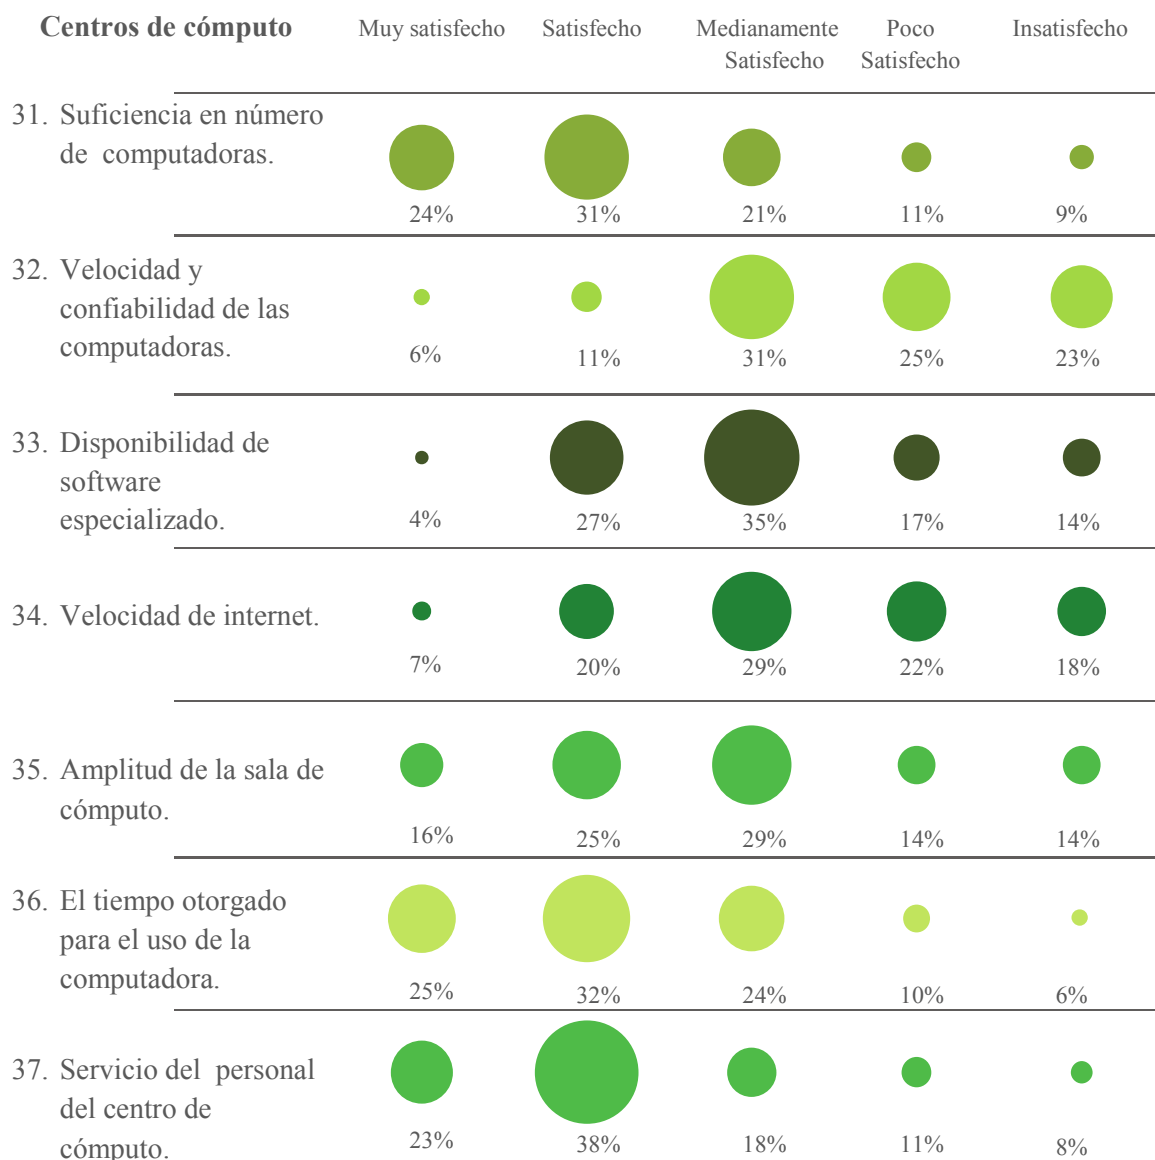 Centros de cómputo Muy satisfecho Satisfecho Medianamente Satisfecho Poco Satisfecho Insatisfecho
31. Suficiencia en número
de computadoras.
24% 31% 21% 11% 9%
32. Velocidad y
confiabilidad de las
computadoras.
6% 11% 31% 25% 23%
33. Disponibilidad de
software
especializado.
4% 27% 35% 17% 14%
34. Velocidad de internet.
7% 20% 29% 22% 18%
35. Amplitud de la sala de
cómputo.
16% 25% 29% 14% 14%
36. El tiempo otorgado
para el uso de la
computadora.
25% 32% 24% 10% 6%
37. Servicio del personal
del centro de
cómputo.
23% 38% 18% 11% 8%